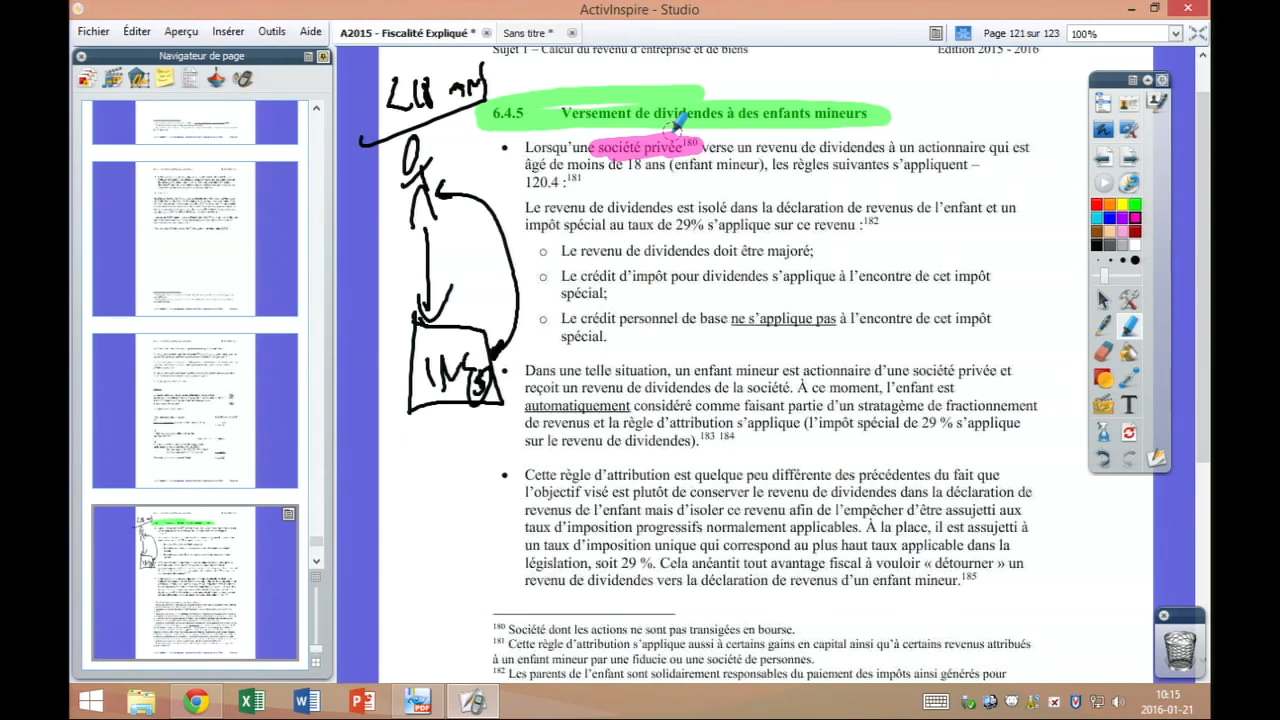 ActivInspire - Studio
Fichier Éditer Aperçu Insérer Outils Aide
A2015 - Fiscalité Expliqué * Sans titre *
Page 121 sur 123 100%
Navigateur de page
Sujet 1 – Calcul du revenu d'entreprise et de biens Édition 2015 - 2016
6.4.5 Versement de dividendes à des enfants mineurs
• Lorsqu'une société privée180 verse un revenu de dividendes à un actionnaire qui est
âgé de moins de 18 ans (enfant mineur), les règles suivantes s'appliquent –
120.4 :181
Le revenu de dividendes est isolé dans la déclaration de revenus de l'enfant et un
impôt spécial au taux de 29% s'applique sur ce revenu :182
o Le revenu de dividendes doit être majoré;
o Le crédit d'impôt pour dividendes s'applique à l'encontre de cet impôt
spécial;
o Le crédit personnel de base ne s'applique pas à l'encontre de cet impôt
spécial.
un enfant mineur est actionnaire d'une société privée et
reçoit un revenu de dividendes de la société. À ce moment, l'enfant est
automatiquement considéré comme faisant partie d'un stratagème de fractionnement
de revenu et la règle d'attribution s'applique (l'impôt spécial de 29 % s'applique
sur le revenu de dividendes).183 184
• Cette règle d'attribution est quelque peu différente des précédentes du fait que
l'objectif visé est plutôt de conserver le revenu de dividendes dans la déclaration de
revenus de l'enfant mais d'isoler ce revenu afin de l'empêcher d'être assujetti aux
taux progressifs normalement applicables. À la place, il est assujetti à
un taux d'imposition unique qui correspond au plus haut taux applicable dans la
législation, soit 29 %. Cela anéantit tout avantage fiscal voulant « détourner » un
revenu de dividendes vers la déclaration de revenus d'un enfant mineur.185
180 Société dont les actions ne sont pas négociées en bourse.
181 Cette règle d'attribution s'applique aussi à certains gains en capital ainsi qu'à certains revenus attribués
à un enfant mineur par une fiducie ou une société de personnes.
182 Les parents de l'enfant sont solidairement responsables du paiement des impôts ainsi générés pour
10:15
2016-01-21